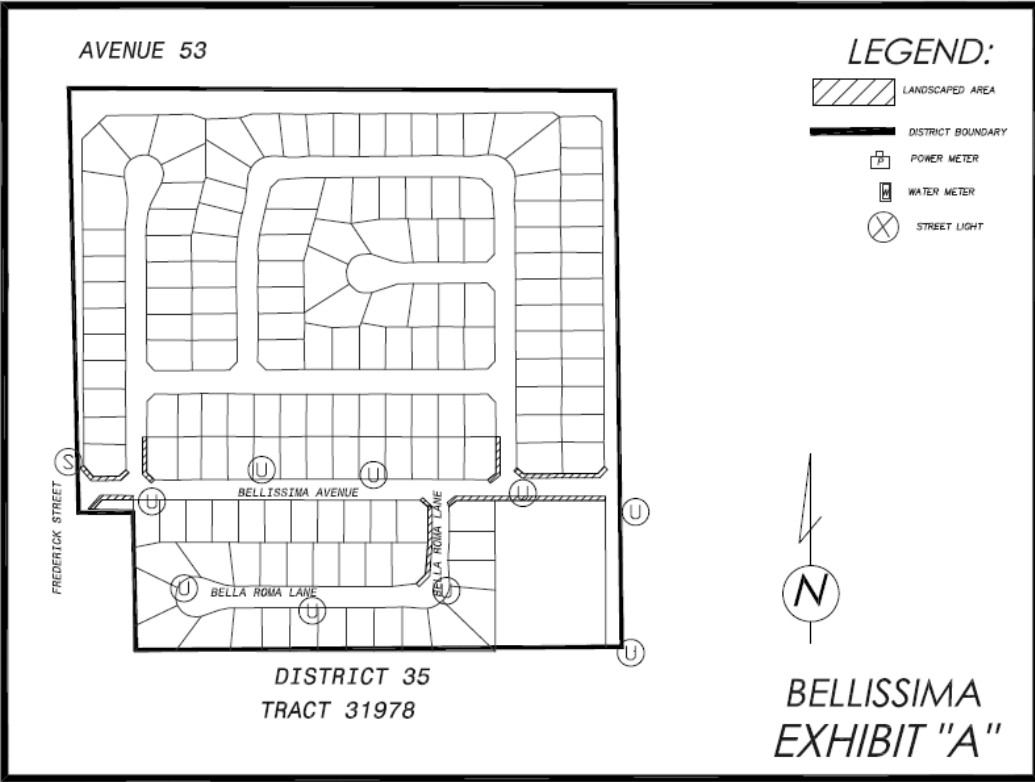 AVENUE 53
LEGEND:
LANDSCAPED AREA
DISTRICT BOUNDARY
P
POWER METER
W
WATER METER
STREET LIGHT
S
U
U
U
U
U
BELLISSIMA AVENUE
FREDERICK STREET
BELLA ROMA LANE
U
U
BELLA ROMA LANE
U
U
N
DISTRICT 35
TRACT 31978
BELLISSIMA
EXHIBIT "A"